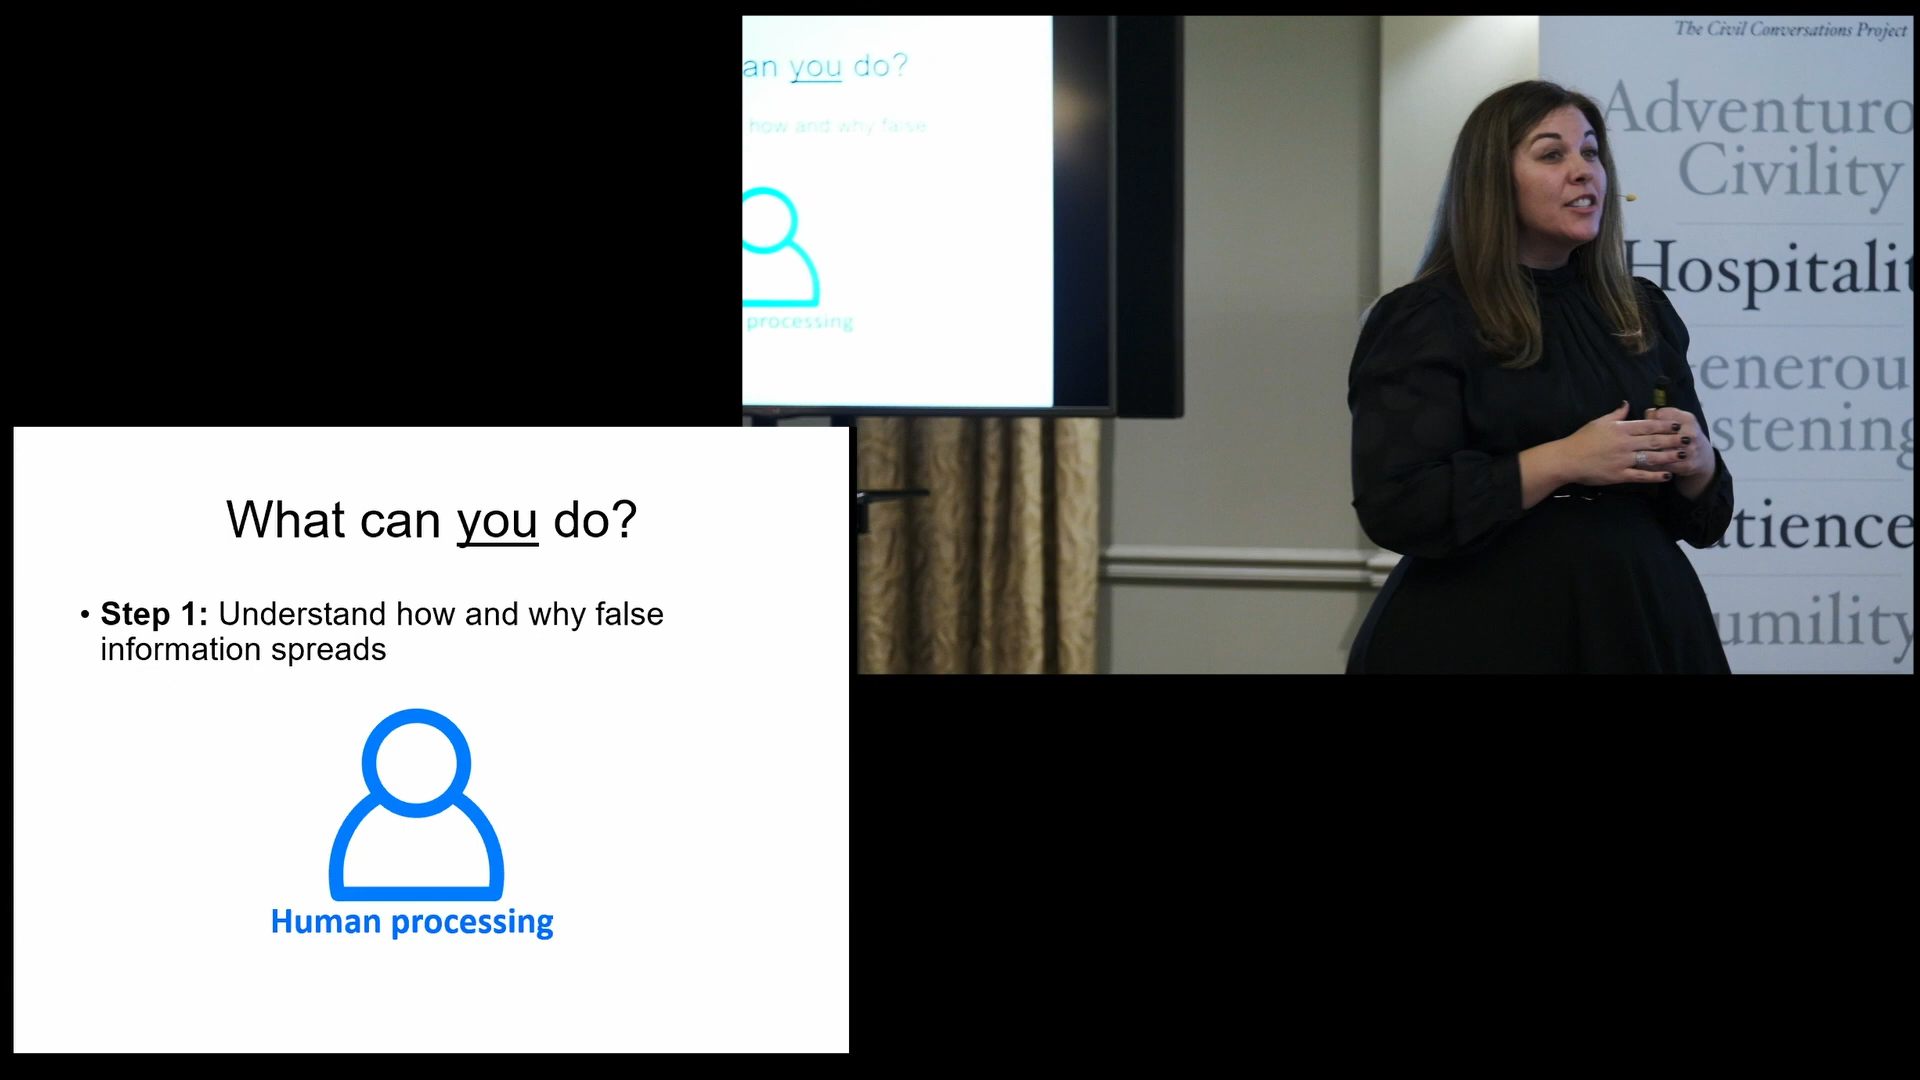 an you do?
how and why false
processing
The Civil Conversations Project
Adventuro
Civility
Hospitalit
enerou
stening
atience
umility
What can you do?
• Step 1: Understand how and why false
information spreads
Human processing